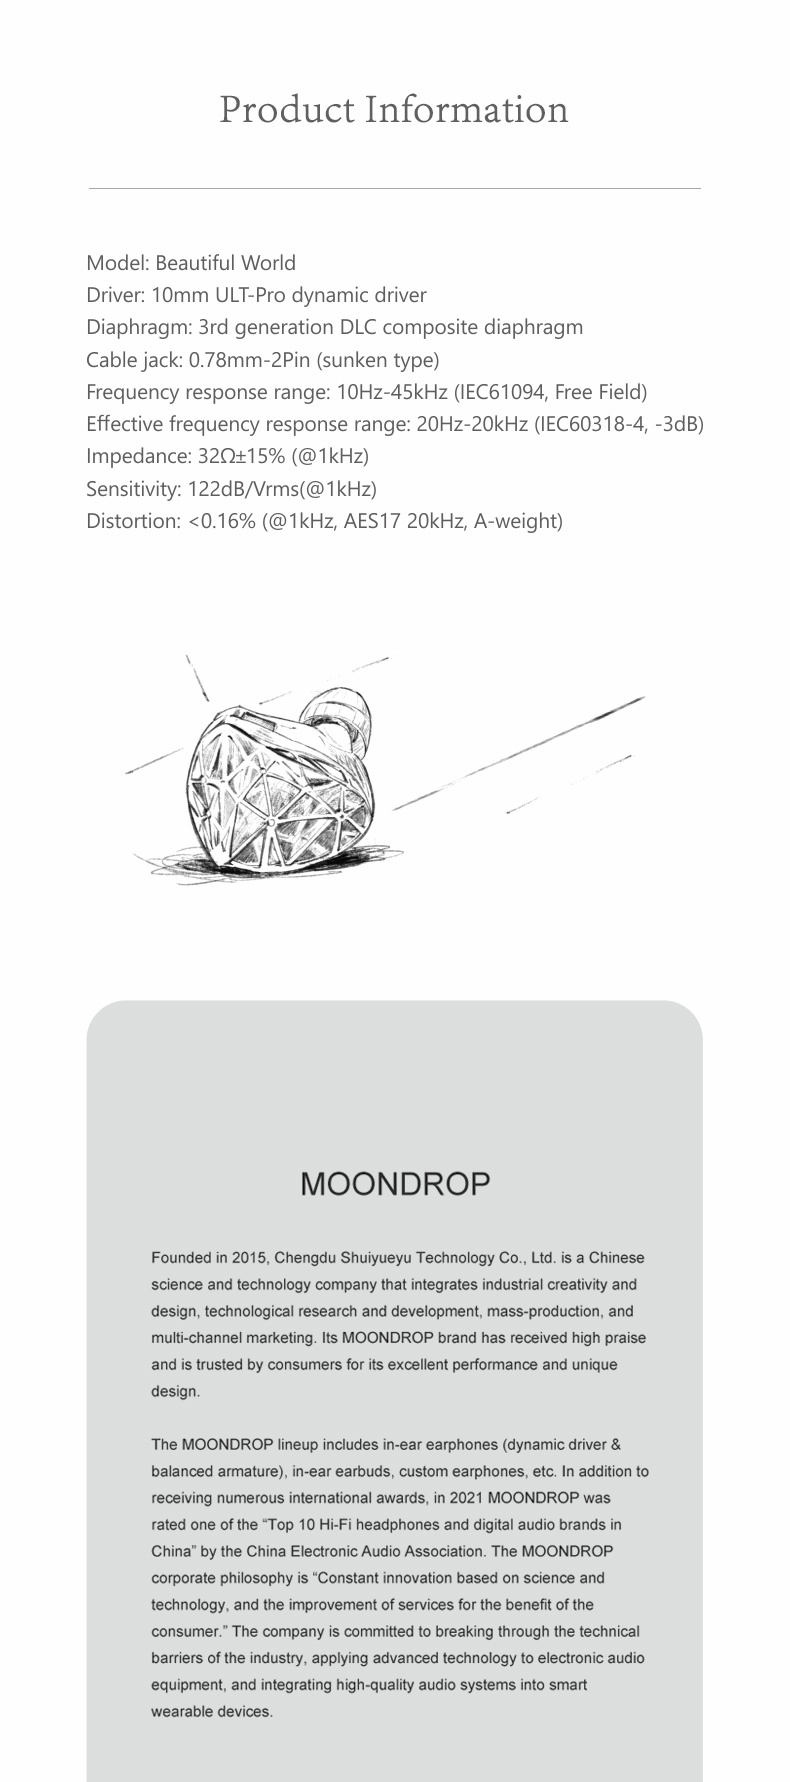 Product Information
Model: Beautiful World
Driver: 10mm ULT-Pro dynamic driver
Diaphragm: 3rd generation DLC composite diaphragm
Cable jack: 0.78mm-2Pin (sunken type)
Frequency response range: 10Hz-45kHz (IEC61094, Free Field)
Effective frequency response range: 20Hz-20kHz (IEC60318-4, -3dB)
Impedance: 32Ω±15% (@1kHz)
Sensitivity: 122dB/Vrms(@1kHz)
Distortion: <0.16% (@1kHz, AES17 20kHz, A-weight)
MOONDROP
Founded in 2015, Chengdu Shuiyueyu Technology Co., Ltd. is a Chinese
science and technology company that integrates industrial creativity and
design, technological research and development, mass-production, and
multi-channel marketing. Its MOONDROP brand has received high praise
and is trusted by consumers for its excellent performance and unique
design.
The MOONDROP lineup includes in-ear earphones (dynamic driver &
balanced armature), in-ear earbuds, custom earphones, etc. In addition to
receiving numerous international awards, in 2021 MOONDROP was
rated one of the “Top 10 Hi-Fi headphones and digital audio brands in
China” by the China Electronic Audio Association. The MOONDROP
corporate philosophy is “Constant innovation based on science and
technology, and the improvement of services for the benefit of the
consumer.” The company is committed to breaking through the technical
barriers of the industry, applying advanced technology to electronic audio
equipment, and integrating high-quality audio systems into smart
wearable devices.